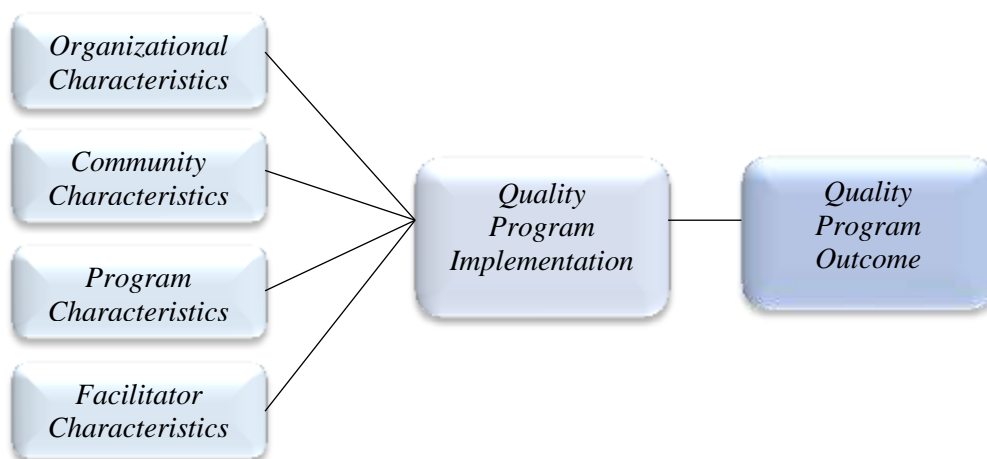 Organizational
Characteristics
Community
Characteristics
Program
Characteristics
Facilitator
Characteristics
Quality
Program
Implementation
Quality
Program
Outcome